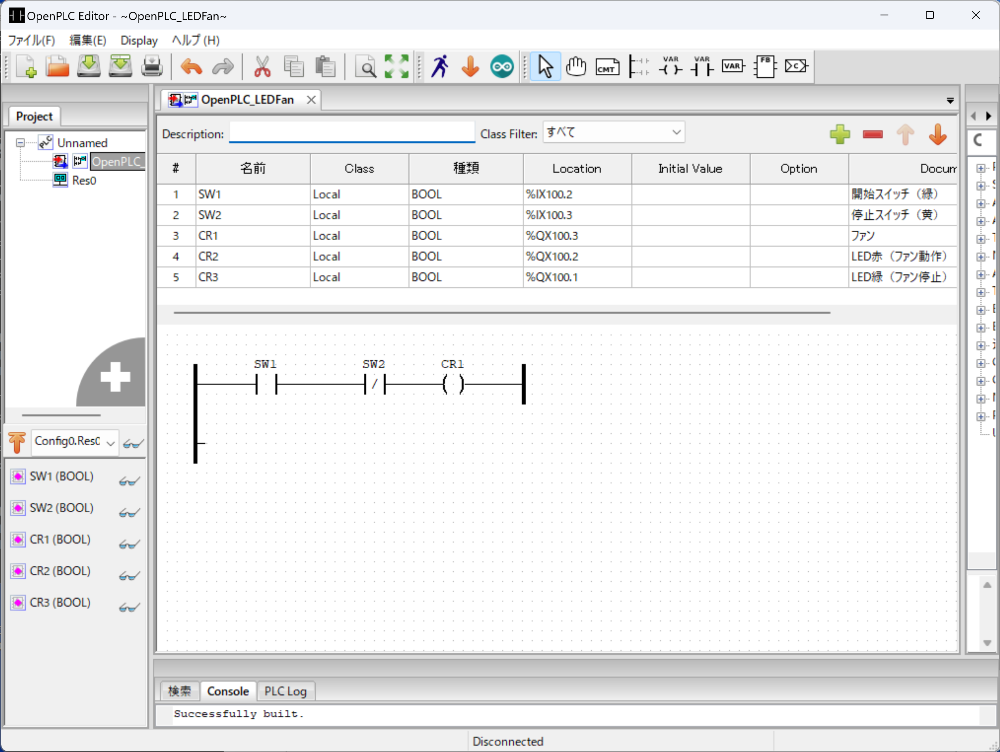 OpenPLC Editor - ~OpenPLC_LEDFan~
ファイル(F) 編集(E) Display ヘルプ (H)
CMT VAR VAR VAR FB C
Project
Unnamed
OpenPLC_
Res0
OpenPLC_LEDFan
Description: Class Filter: すべて
# 名前 Class 種類 Location Initial Value Option Docum
1 SW1 Local BOOL %IX100.2 開始スイッチ（緑）
2 SW2 Local BOOL %IX100.3 停止スイッチ（黄）
3 CR1 Local BOOL %QX100.3 ファン
4 CR2 Local BOOL %QX100.2 LED赤（ファン動作）
5 CR3 Local BOOL %QX100.1 LED緑（ファン停止）
SW1 SW2 CR1
Config0.Res0
SW1 (BOOL)
SW2 (BOOL)
CR1 (BOOL)
CR2 (BOOL)
CR3 (BOOL)
検索 Console PLC Log
Successfully built.
Disconnected